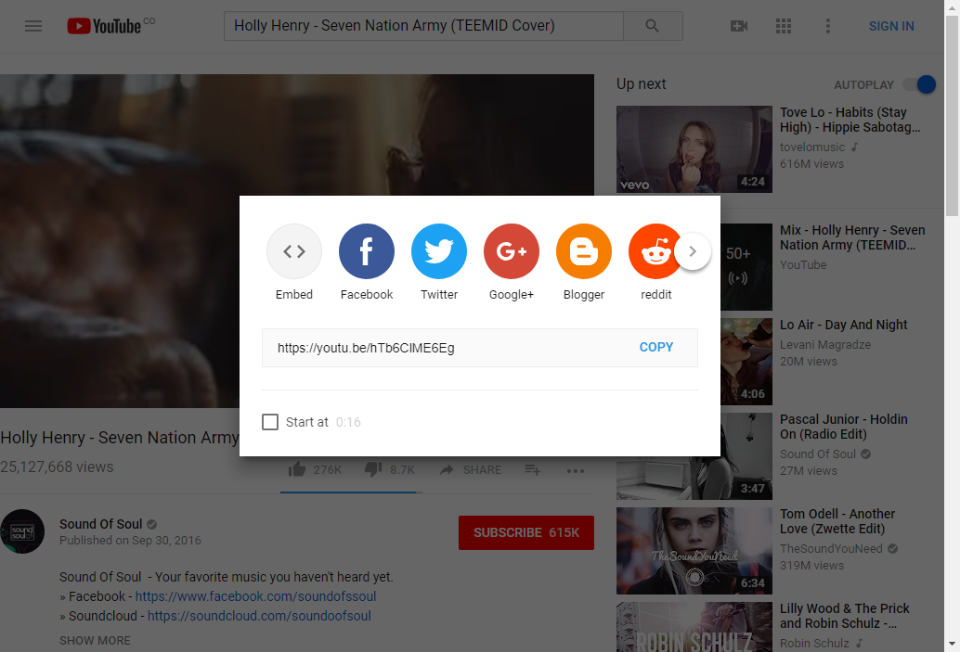 YouTube CO
Holly Henry - Seven Nation Army (TEEMID Cover)
SIGN IN
Up next
AUTOPLAY
vevo
4:24
Tove Lo - Habits (Stay
High) - Hippie Sabotag...
tovelomusic
616M views
50+
Mix - Holly Henry - Seven
Nation Army (TEEMID...
YouTube
4:06
Lo Air - Day And Night
Levani Magradze
20M views
3:47
Pascal Junior - Holdin
On (Radio Edit)
Sound Of Soul
27M views
TheSoundYouNeed
6:34
Tom Odell - Another
Love (Zwette Edit)
TheSoundYouNeed
319M views
ROBIN SCHULZ
Lilly Wood & The Prick
and Robin Schulz -...
Robin Schulz
Embed
Facebook
Twitter
Google+
Blogger
reddit
https://youtu.be/hTb6ClME6Eg
COPY
Start at 0:16
Holly Henry - Seven Nation Army
25,127,668 views
276K
8.7K
SHARE
sound of soul
Sound Of Soul
Published on Sep 30, 2016
SUBSCRIBE 615K
Sound Of Soul - Your favorite music you haven't heard yet.
» Facebook - https://www.facebook.com/soundofssoul
» Soundcloud - https://soundcloud.com/soundoofsoul
SHOW MORE